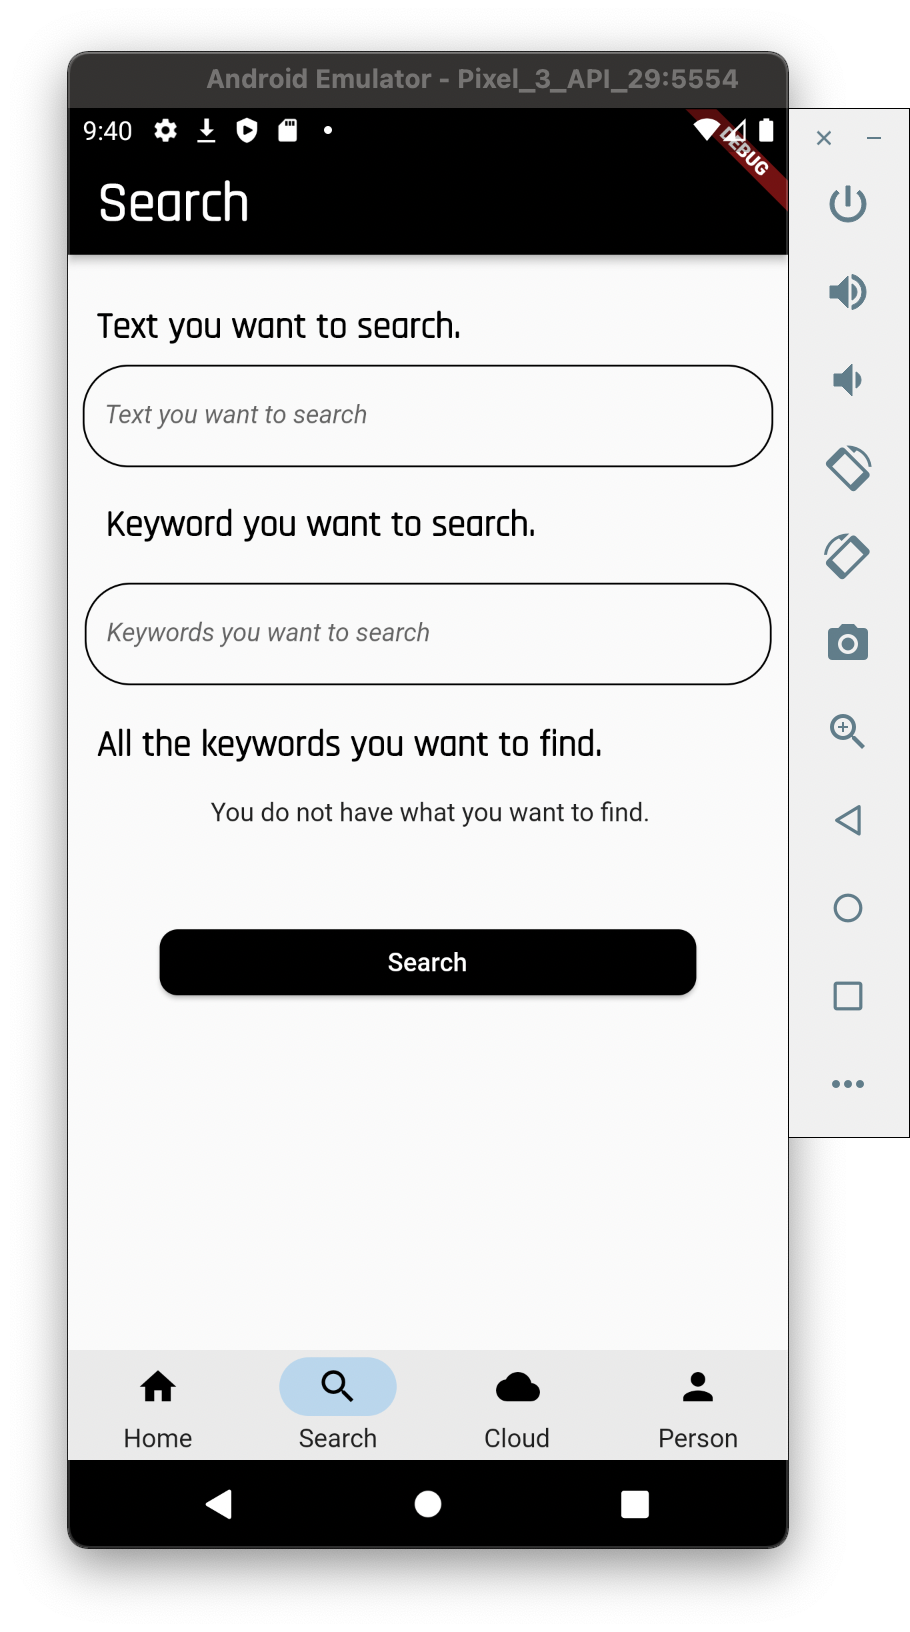 Android Emulator - Pixel_3_API_29:5554
9:40
DEBUG
Search
Text you want to search.
Text you want to search
Keyword you want to search.
Keywords you want to search
All the keywords you want to find.
You do not have what you want to find.
Search
Home Search Cloud Person